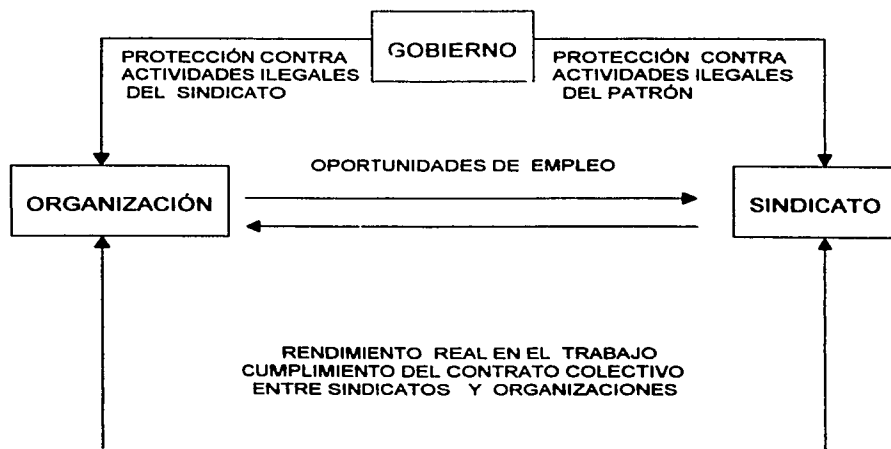 GOBIERNO
PROTECCIÓN CONTRA
ACTIVIDADES ILEGALES
DEL SINDICATO
PROTECCIÓN CONTRA
ACTIVIDADES ILEGALES
DEL PATRÓN
OPORTUNIDADES DE EMPLEO
ORGANIZACIÓN
SINDICATO
RENDIMIENTO REAL EN EL TRABAJO
CUMPLIMIENTO DEL CONTRATO COLECTIVO
ENTRE SINDICATOS Y ORGANIZACIONES